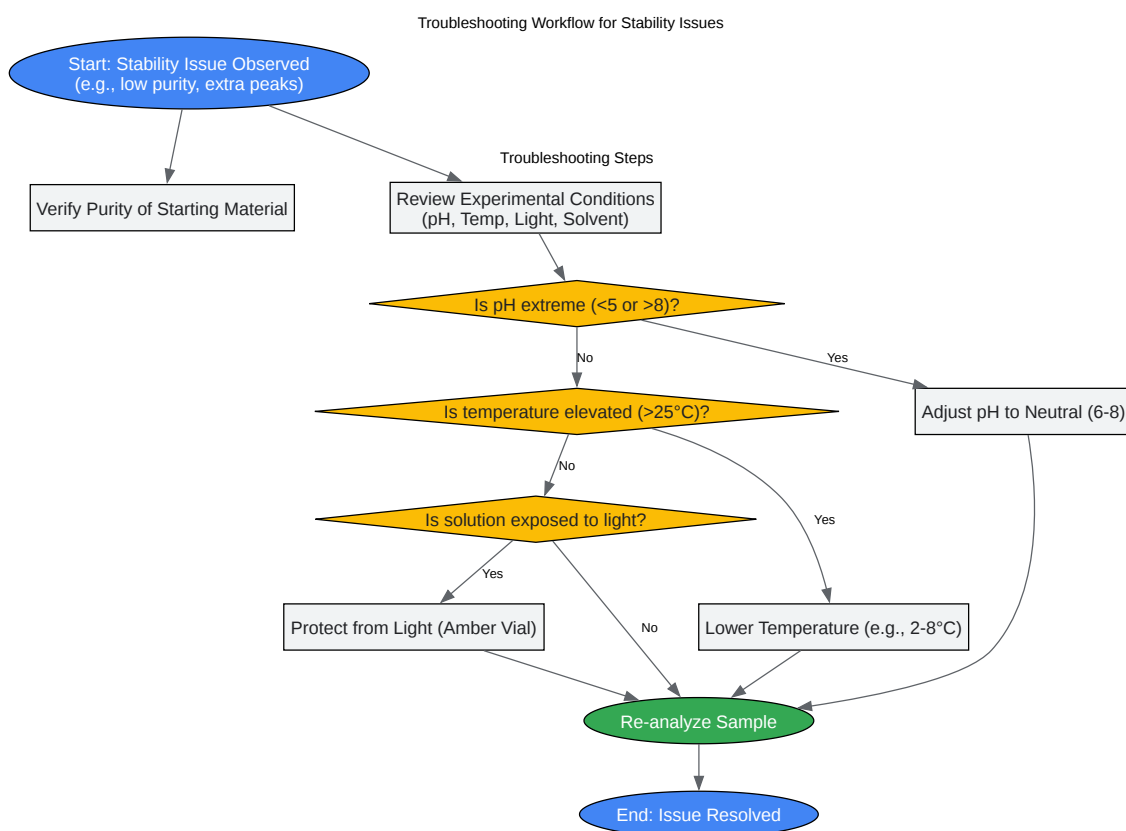 Troubleshooting Workflow for Stability Issues
Start: Stability Issue Observed
(e.g., low purity, extra peaks)
Troubleshooting Steps
Verify Purity of Starting Material
Review Experimental Conditions
(pH, Temp, Light, Solvent)
Is pH extreme (<5 or >8)?
No
Yes
Is temperature elevated (>25°C)?
Adjust pH to Neutral (6-8)
No
Yes
Is solution exposed to light?
Yes
No
Protect from Light (Amber Vial)
Lower Temperature (e.g., 2-8°C)
Re-analyze Sample
End: Issue Resolved